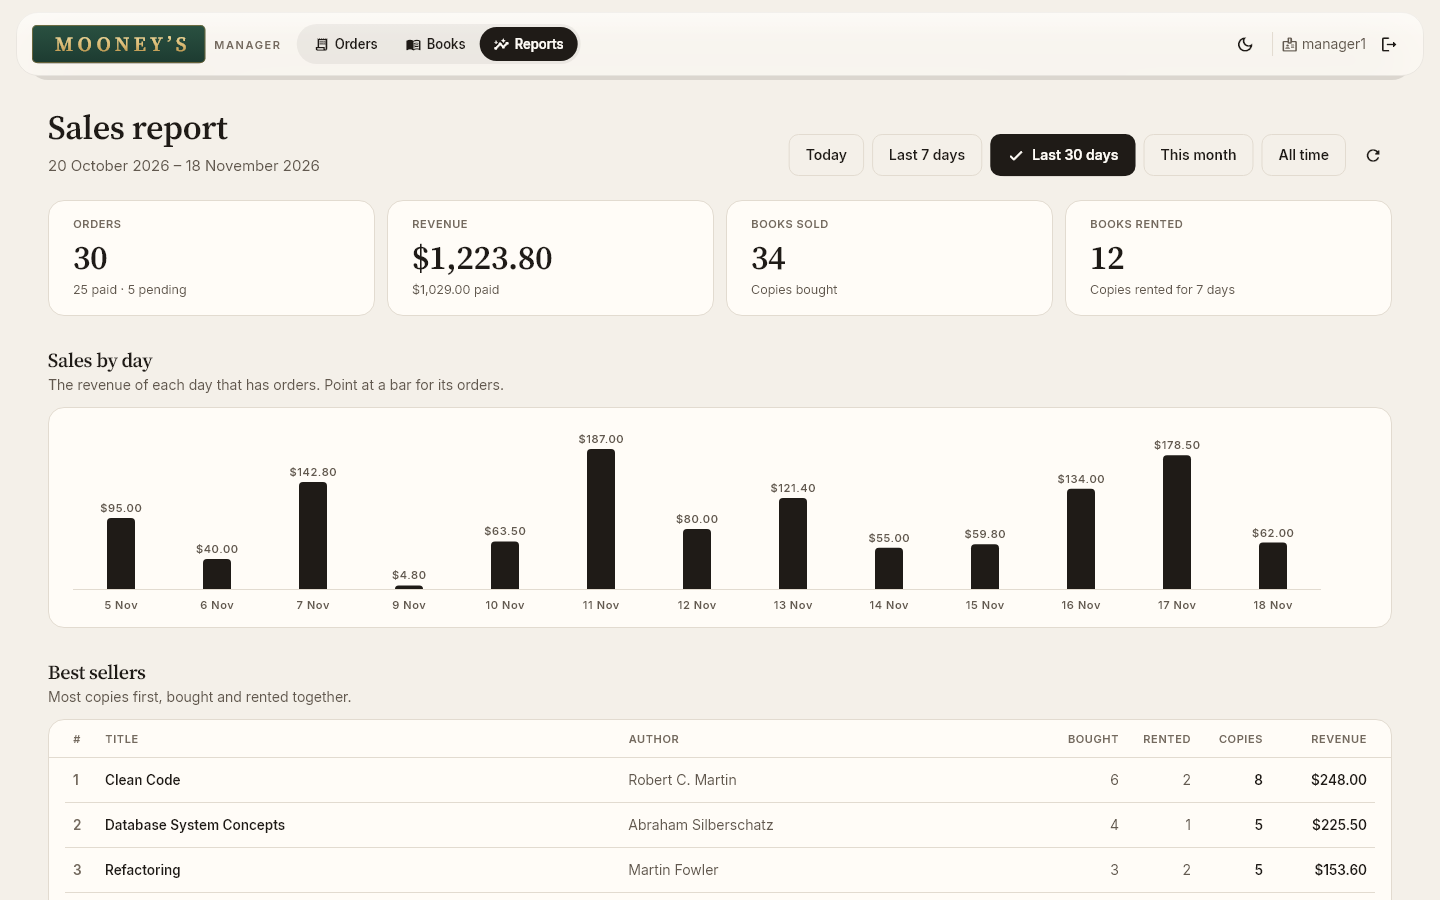 MOONEY'S MANAGER Orders Books Reports manager1
Sales report
20 October 2026 – 18 November 2026
Today Last 7 days Last 30 days This month All time
ORDERS
30
25 paid · 5 pending
REVENUE
$1,223.80
$1,029.00 paid
BOOKS SOLD
34
Copies bought
BOOKS RENTED
12
Copies rented for 7 days
Sales by day
The revenue of each day that has orders. Point at a bar for its orders.
$95.00 $40.00 $142.80 $4.80 $63.50 $187.00 $80.00 $121.40 $55.00 $59.80 $134.00 $178.50 $62.00
5 Nov 6 Nov 7 Nov 9 Nov 10 Nov 11 Nov 12 Nov 13 Nov 14 Nov 15 Nov 16 Nov 17 Nov 18 Nov
Best sellers
Most copies first, bought and rented together.
# TITLE AUTHOR BOUGHT RENTED COPIES REVENUE
1 Clean Code Robert C. Martin 6 2 8 $248.00
2 Database System Concepts Abraham Silberschatz 4 1 5 $225.50
3 Refactoring Martin Fowler 3 2 5 $153.60